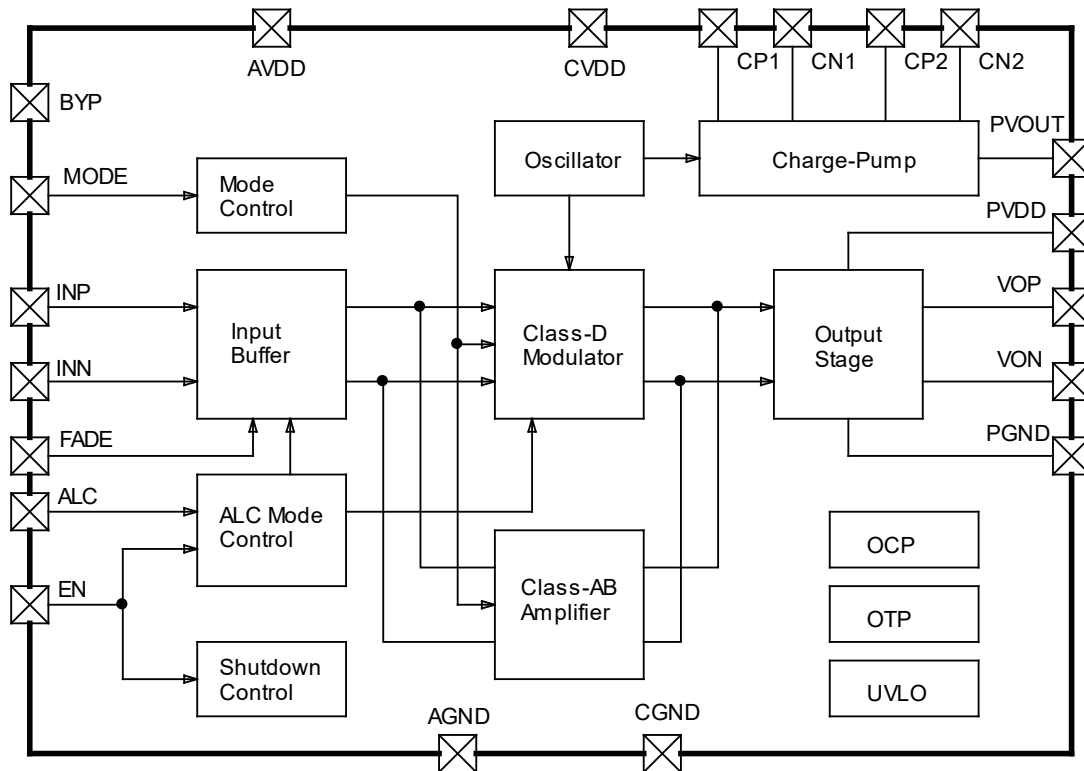 AVDD
CVDD
CP1
CN1
CP2
CN2
BYP
PVOUT
Oscillator
Charge-Pump
MODE
Mode
Control
PVDD
INP
VOP
Input
Buffer
Class-D
Modulator
Output
Stage
INN
VON
FADE
PGND
ALC
ALC Mode
Control
OCP
EN
Class-AB
Amplifier
OTP
Shutdown
Control
UVLO
AGND
CGND